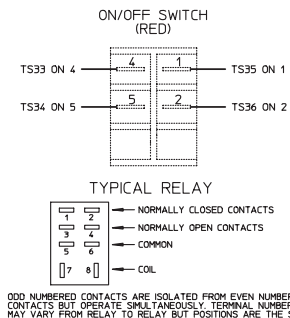 ON/OFF SWITCH
(RED)
TS33 ON 4 4 1 TS35 ON 1
TS34 ON 5 5 2 TS36 ON 2
TYPICAL RELAY
NORMALLY CLOSED CONTACTS
1 2
NORMALLY OPEN CONTACTS
3 4
COMMON
5 6
7 8 COIL
ODD NUMBERED CONTACTS ARE ISOLATED FROM EVEN
CONTACTS BUT OPERATE SIMULTANEOUSLY. TERMINAL
MAY VARY FROM RELAY TO RELAY BUT POSITIONS ARE THE